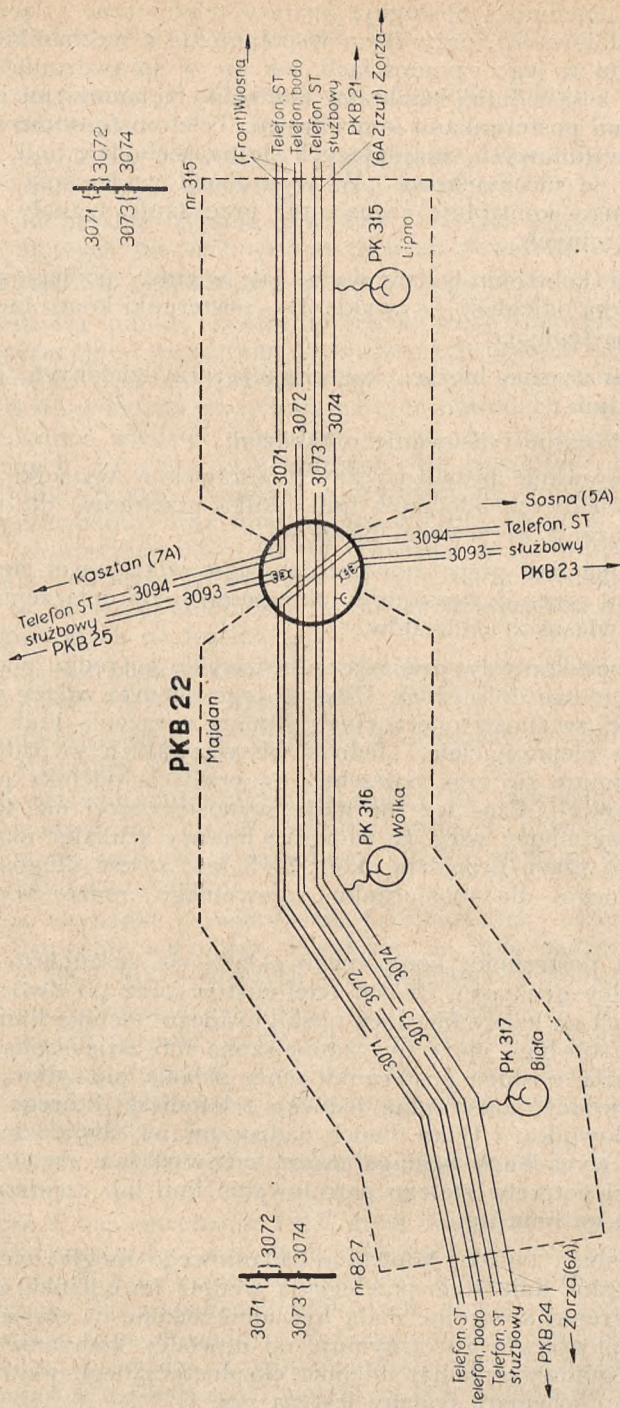 3071 { } 3072
3073 { } 3074
nr 315
(Front) Wiosna
Telefon, ST
Telefon, bodo
Telefon, ST
służbowy
PKB 21
(6A 2rzut) Zorza
PK 315
Lipno
3071
3072
3073
3074
Kasztan (7A)
3094
Telefon ST
3093
służbowy
PKB 25
Sosna (5A)
3094
Telefon, ST
3093
służbowy
PKB 23
PKB 22
Majdan
PK 316
Wólka
3071
3072
3073
3074
PK 317
Biała
3071 { } 3072
3073 { } 3074
nr 827
Telefon ST
Telefon, bodo
Telefon, ST
służbowy
PKB 24
Zorza (6A)